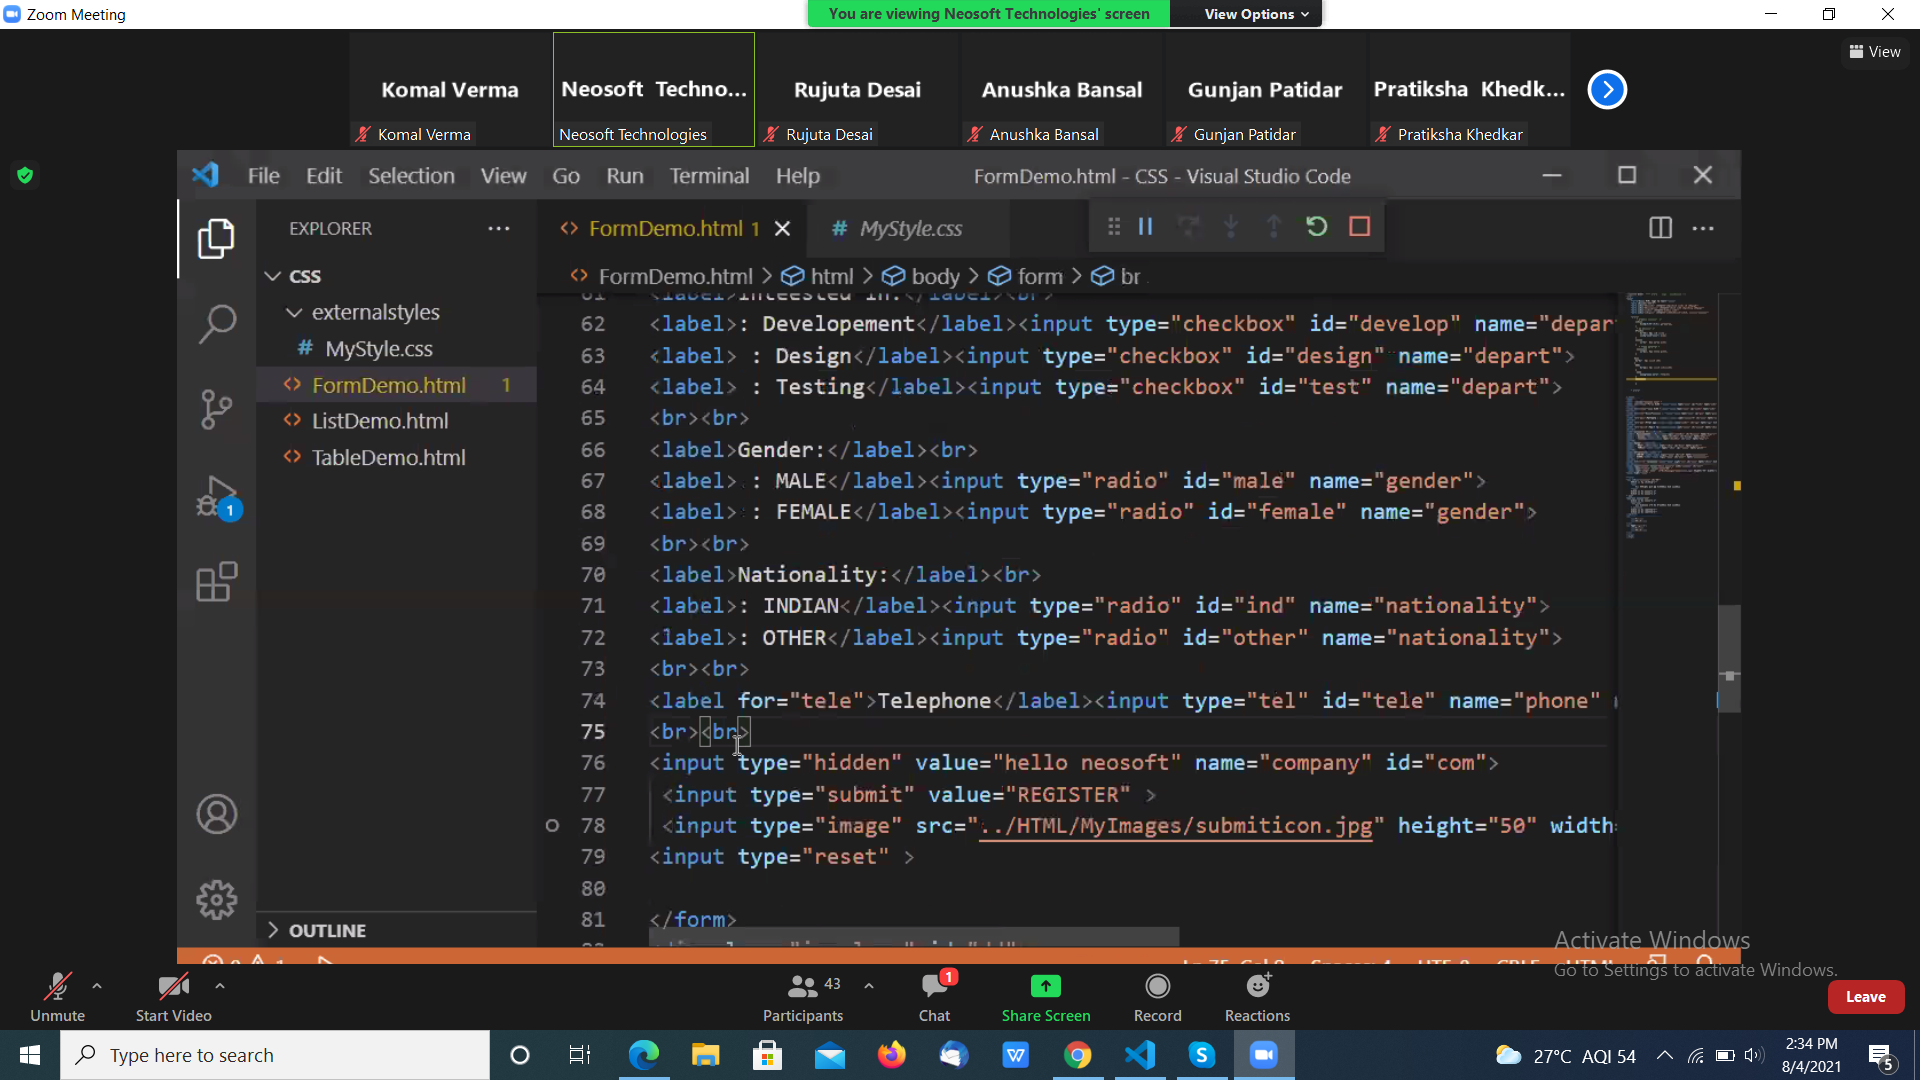 Zoom Meeting
You are viewing Neosoft Technologies' screen
View Options
View
Komal Verma
Neosoft Techno...
Rujuta Desai
Anushka Bansal
Gunjan Patidar
Pratiksha Khedk...
Komal Verma
Neosoft Technologies
Rujuta Desai
Anushka Bansal
Gunjan Patidar
Pratiksha Khedkar
File Edit Selection View Go Run Terminal Help
FormDemo.html - CSS - Visual Studio Code
EXPLORER ...
CSS
externalstyles
# MyStyle.css
<> FormDemo.html 1
<> ListDemo.html
<> TableDemo.html
OUTLINE
1
<> FormDemo.html 1
# MyStyle.css
<> FormDemo.html > html > body > form > br
61 <label>Inteested In:</label><br>
62 <label>: Developement</label><input type="checkbox" id="develop" name="depar
63 <label> : Design</label><input type="checkbox" id="design" name="depart">
64 <label> : Testing</label><input type="checkbox" id="test" name="depart">
65 <br><br>
66 <label>Gender:</label><br>
67 <label> : MALE</label><input type="radio" id="male" name="gender">
68 <label> : FEMALE</label><input type="radio" id="female" name="gender">
69 <br><br>
70 <label>Nationality:</label><br>
71 <label>: INDIAN</label><input type="radio" id="ind" name="nationality">
72 <label>: OTHER</label><input type="radio" id="other" name="nationality">
73 <br><br>
74 <label for="tele">Telephone</label><input type="tel" id="tele" name="phone"
75 <br><br>
76 <input type="hidden" value="hello neosoft" name="company" id="com">
77 <input type="submit" value="REGISTER" >
78 <input type="image" src="../HTML/MyImages/submiticon.jpg" height="50" width=
79 <input type="reset" >
80
81 </form>
Activate Windows
Go to Settings to activate Windows.
Unmute
Start Video
43
Participants
1
Chat
Share Screen
Record
Reactions
Leave
Type here to search
27°C AQI 54
2:34 PM
8/4/2021
5